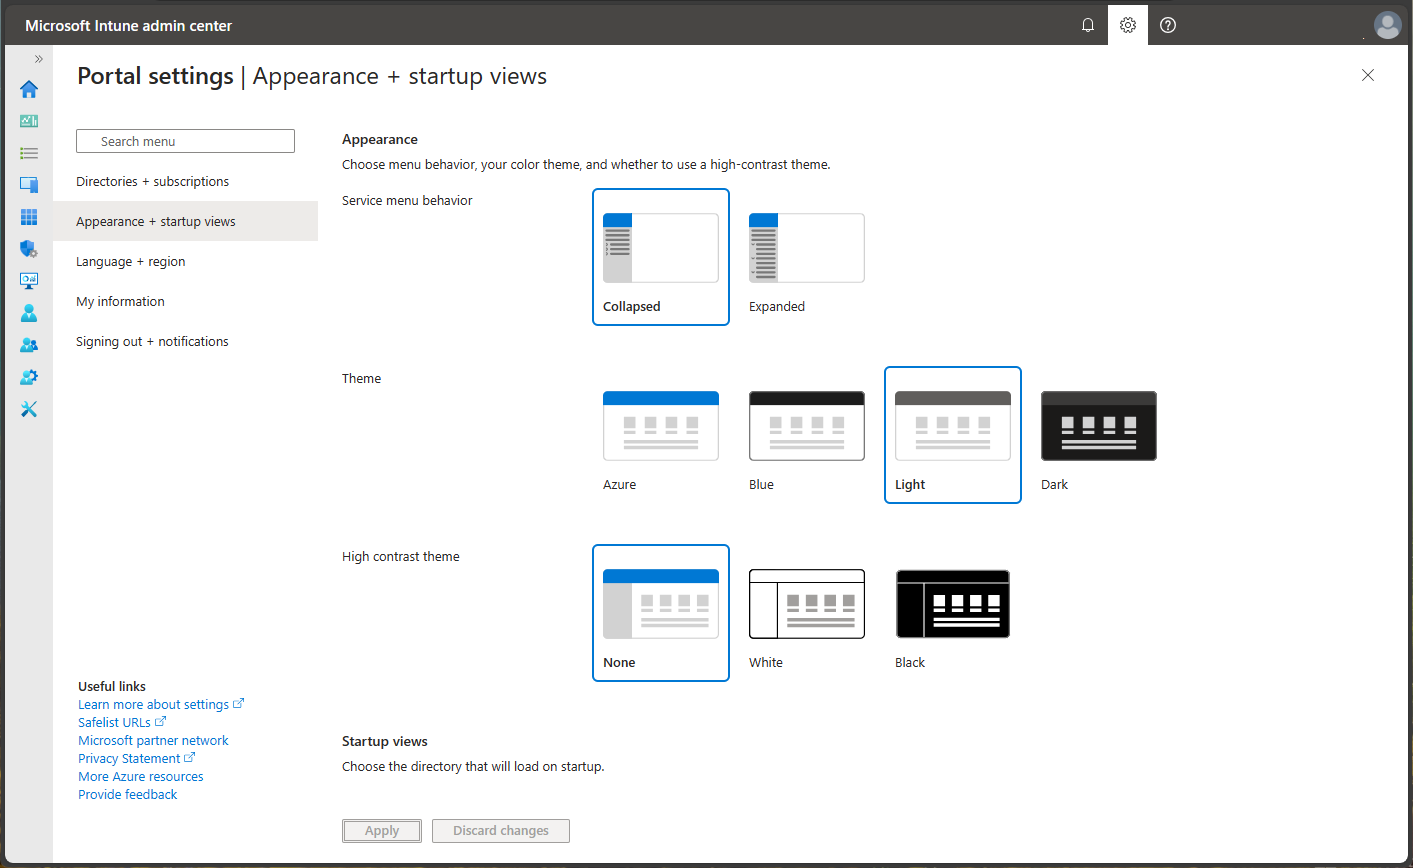 Microsoft Intune admin center
Portal settings | Appearance + startup views
Search menu
Directories + subscriptions
Appearance + startup views
Language + region
My information
Signing out + notifications
Useful links
Learn more about settings
Safelist URLs
Microsoft partner network
Privacy Statement
More Azure resources
Provide feedback
Appearance
Choose menu behavior, your color theme, and whether to use a high-contrast theme.
Service menu behavior
Collapsed
Expanded
Theme
Azure
Blue
Light
Dark
High contrast theme
None
White
Black
Startup views
Choose the directory that will load on startup.
Apply
Discard changes